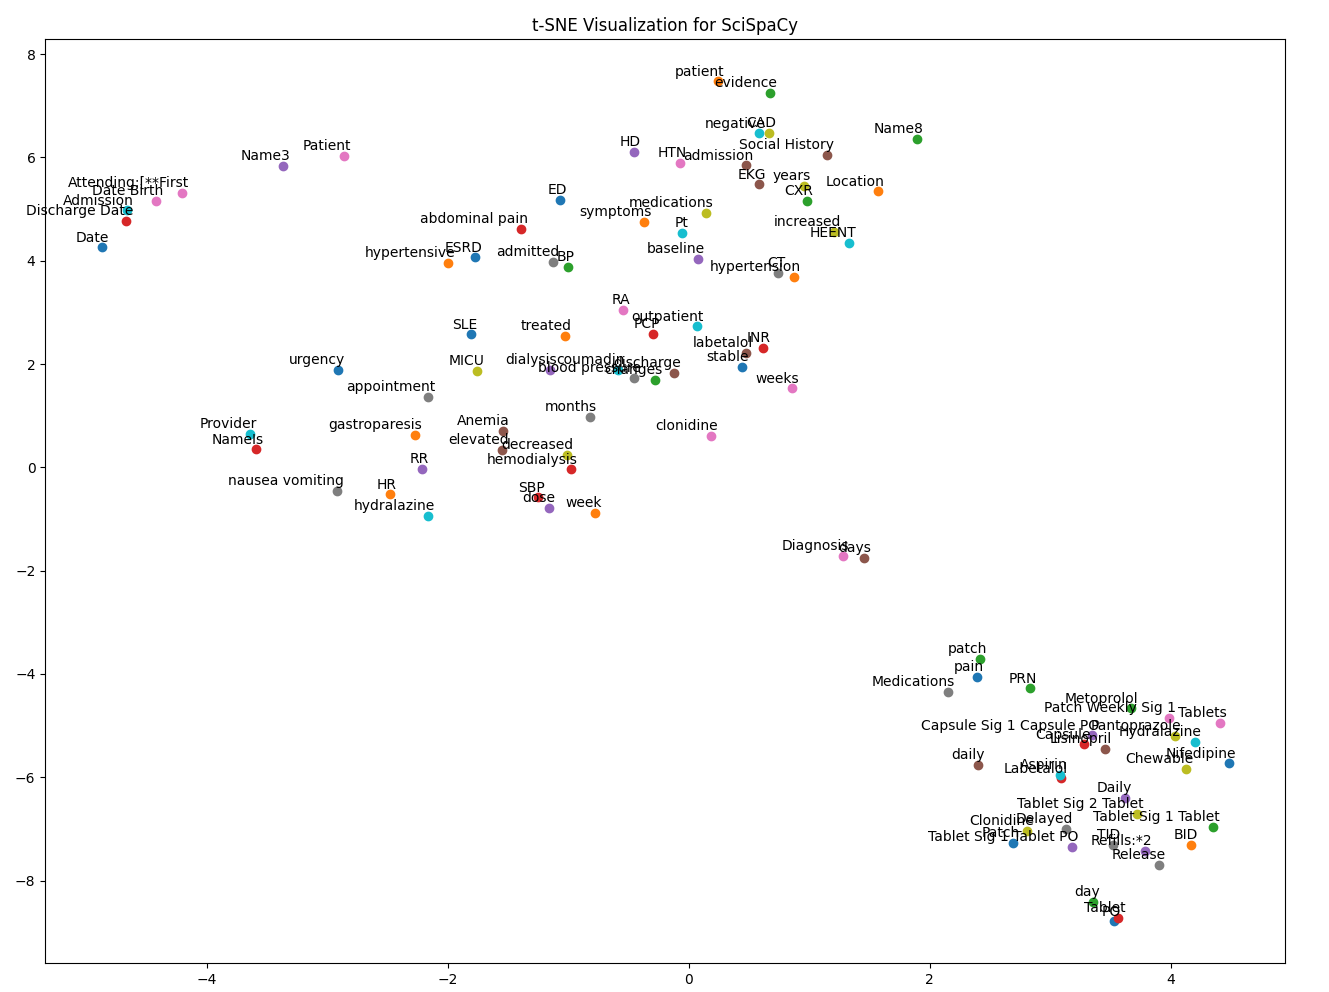 t-SNE Visualization for SciSpaCy
8
patient
evidence
negative
CAD
Name8
HD
Social History
Patient
HTN
admission
6
Name3
EKG
years
Location
Attending:[**First
Date Birth
CXR
ED
Admission
medications
Discharge Date
symptoms
abdominal pain
increased
Pt
HEENT
Date
baseline
hypertensive
ESRD
admitted
BP
4
CT
hypertension
RA
outpatient
SLE
treated
PCP
INR
labetalol
stable
urgency
MICU
dialysis
coumadin
discharge
blood pressure
changes
2
weeks
appointment
months
Provider
gastroparesis
Anemia
clonidine
NameIs
elevated
decreased
RR
hemodialysis
0
nausea vomiting
HR
SBP
hydralazine
dose
week
Diagnosis
days
−2
patch
−4
pain
Medications
PRN
Metoprolol
Patch Weekly Sig 1
Tablets
Capsule Sig 1 Capsule PO
Pantoprazole
Capsule
Lisinopril
Hydralazine
daily
Chewable
Nifedipine
−6
Aspirin
Labetalol
Daily
Tablet Sig 2 Tablet
Clonidine
Delayed
Tablet Sig 1 Tablet
Patch
Tablet Sig 1 Tablet PO
TID
Refills:*2
BID
Release
−8
day
Tablet
PO
−4
−2
0
2
4